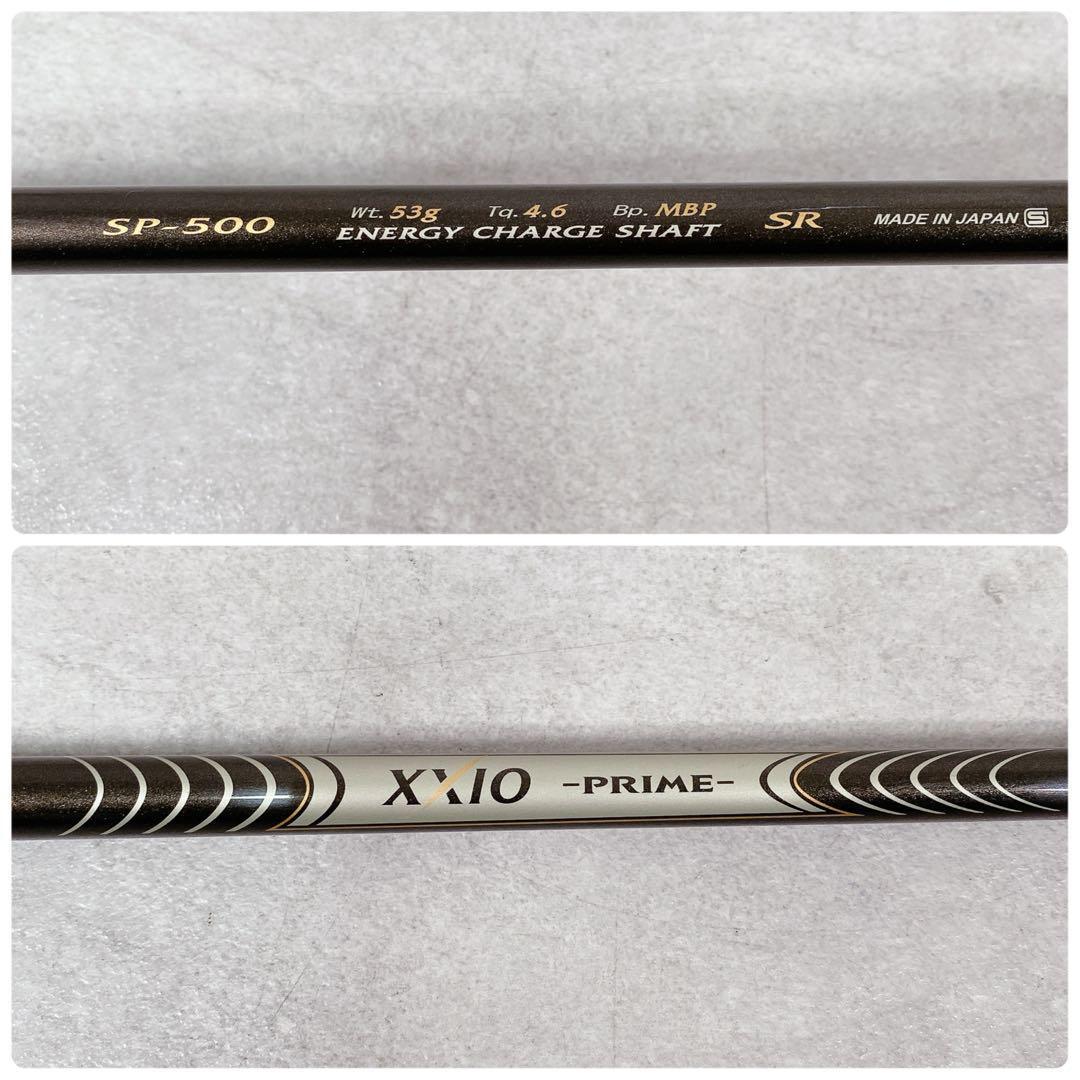 SP-500 Wt. 53g Tq. 4.6 Bp. MBP SR MADE IN JAPAN S
ENERGY CHARGE SHAFT
XXIO -PRIME-